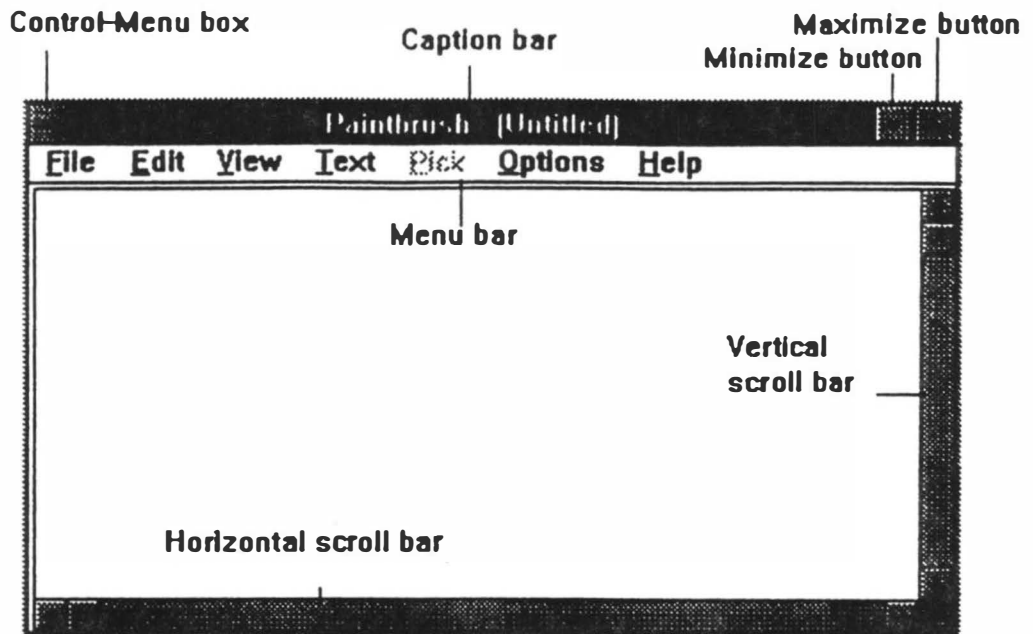 Control-Menu box
Caption bar
Maximize button
Minimize button
Paintbrush (Untitled)
File Edit View Text Pick Options Help
Menu bar
Vertical
scroll bar
Horizontal scroll bar